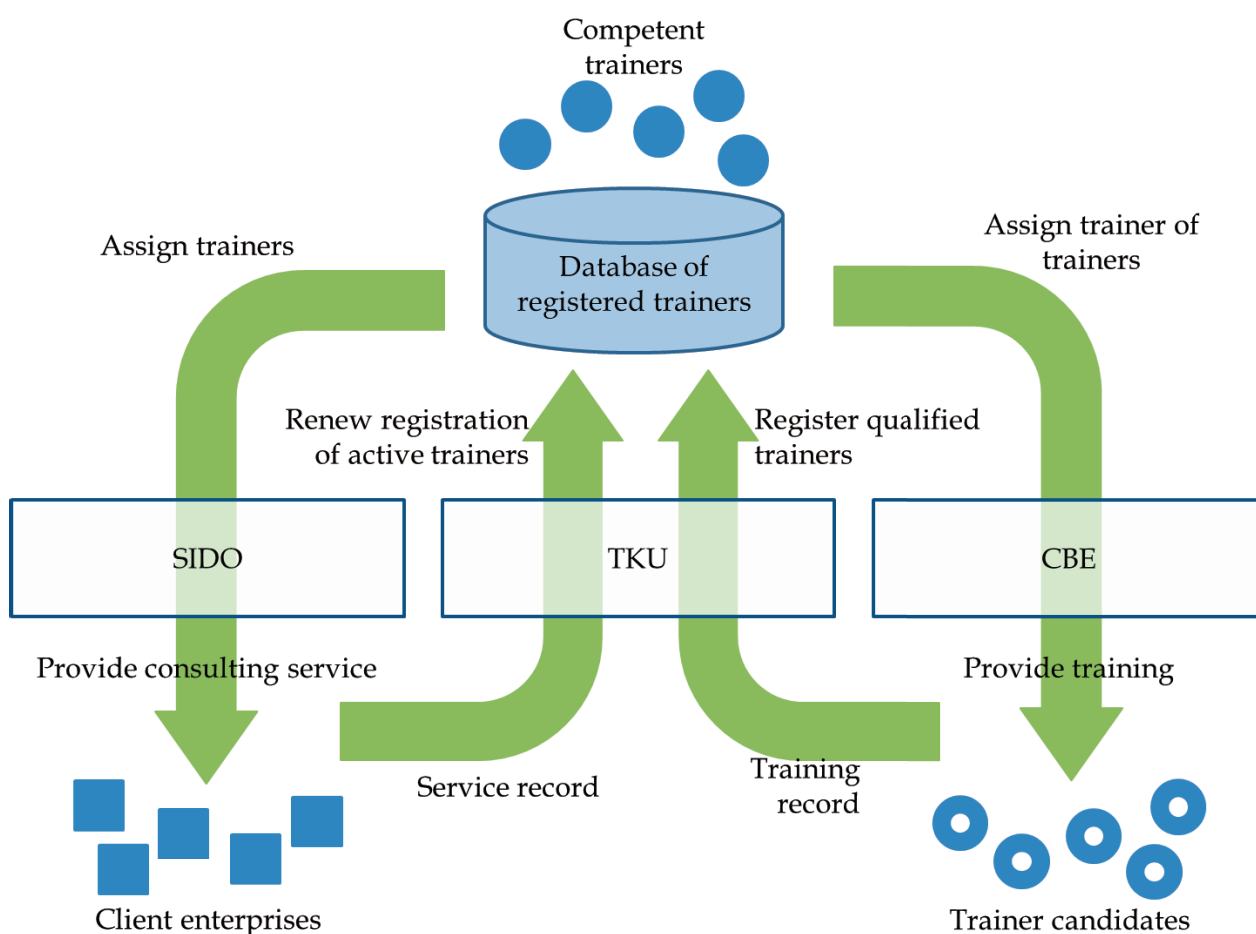 Competent
trainers
Assign trainers
Assign trainer of
trainers
Database of
registered trainers
Renew registration
of active trainers
Register qualified
trainers
SIDO
TKU
CBE
Provide consulting service
Provide training
Service record
Training
record
Client enterprises
Trainer candidates